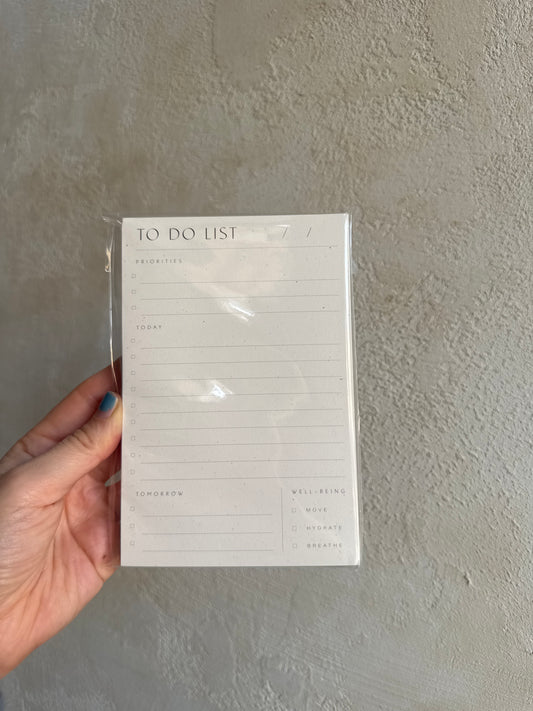 TO DO LIST / /
PRIORITIES
TODAY
TOMORROW
WELL-BEING
MOVE
HYDRATE
BREATHE